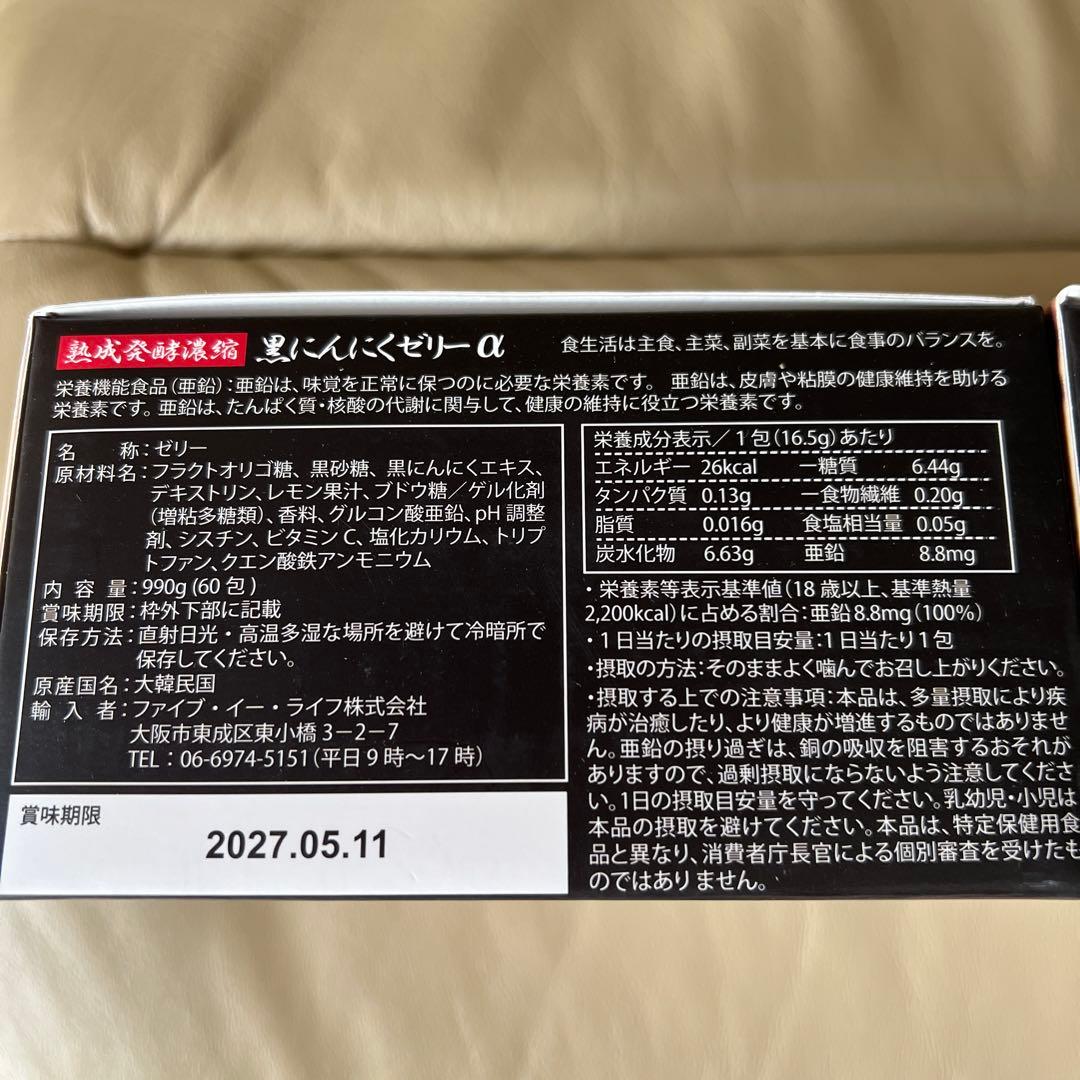 熟成発酵濃縮 黒にんにくゼリーα
食生活は主食、主菜、副菜を基本に食事のバランスを。
栄養機能食品(亜鉛):亜鉛は、味覚を正常に保つのに必要な栄養素です。 亜鉛は、皮膚や粘膜の健康維持を助ける
栄養素です。亜鉛は、たんぱく質・核酸の代謝に関与して、健康の維持に役立つ栄養素です。
名 称:ゼリー
原材料名:フラクトオリゴ糖、黒砂糖、黒にんにくエキス、
デキストリン、レモン果汁、ブドウ糖/ゲル化剤
(増粘多糖類)、香料、グルコン酸亜鉛、pH調整
剤、シスチン、ビタミンC、塩化カリウム、トリプ
トファン、クエン酸鉄アンモニウム
内容量:990g(60包)
賞味期限:枠外下部に記載
保存方法:直射日光・高温多湿な場所を避けて冷暗所で
保存してください。
原産国名:大韓民国
輸入者:ファイブ・イー・ライフ株式会社
大阪市東成区東小橋3-2-7
TEL:06-6974-5151(平日9時~17時)
賞味期限
2027.05.11
栄養成分表示/1包(16.5g)あたり
エネルギー 26kcal ー糖質 6.44g
タンパク質 0.13g ー食物繊維 0.20g
脂質 0.016g 食塩相当量 0.05g
炭水化物 6.63g 亜鉛 8.8mg
・栄養素等表示基準値(18歳以上、基準熱量
2,200kcal)に占める割合:亜鉛8.8mg(100%)
・1日当たりの摂取目安量:1日当たり1包
・摂取の方法:そのままよく噛んでお召し上がりください。
・摂取する上での注意事項:本品は、多量摂取により疾
病が治癒したり、より健康が増進するものではありませ
ん。亜鉛の摂り過ぎは、銅の吸収を阻害するおそれが
ありますので、過剰摂取にならないよう注意してくださ
い。1日の摂取目安量を守ってください。乳幼児・小児は
本品の摂取を避けてください。本品は、特定保健用食
品と異なり、消費者庁長官による個別審査を受けたも
のではありません。